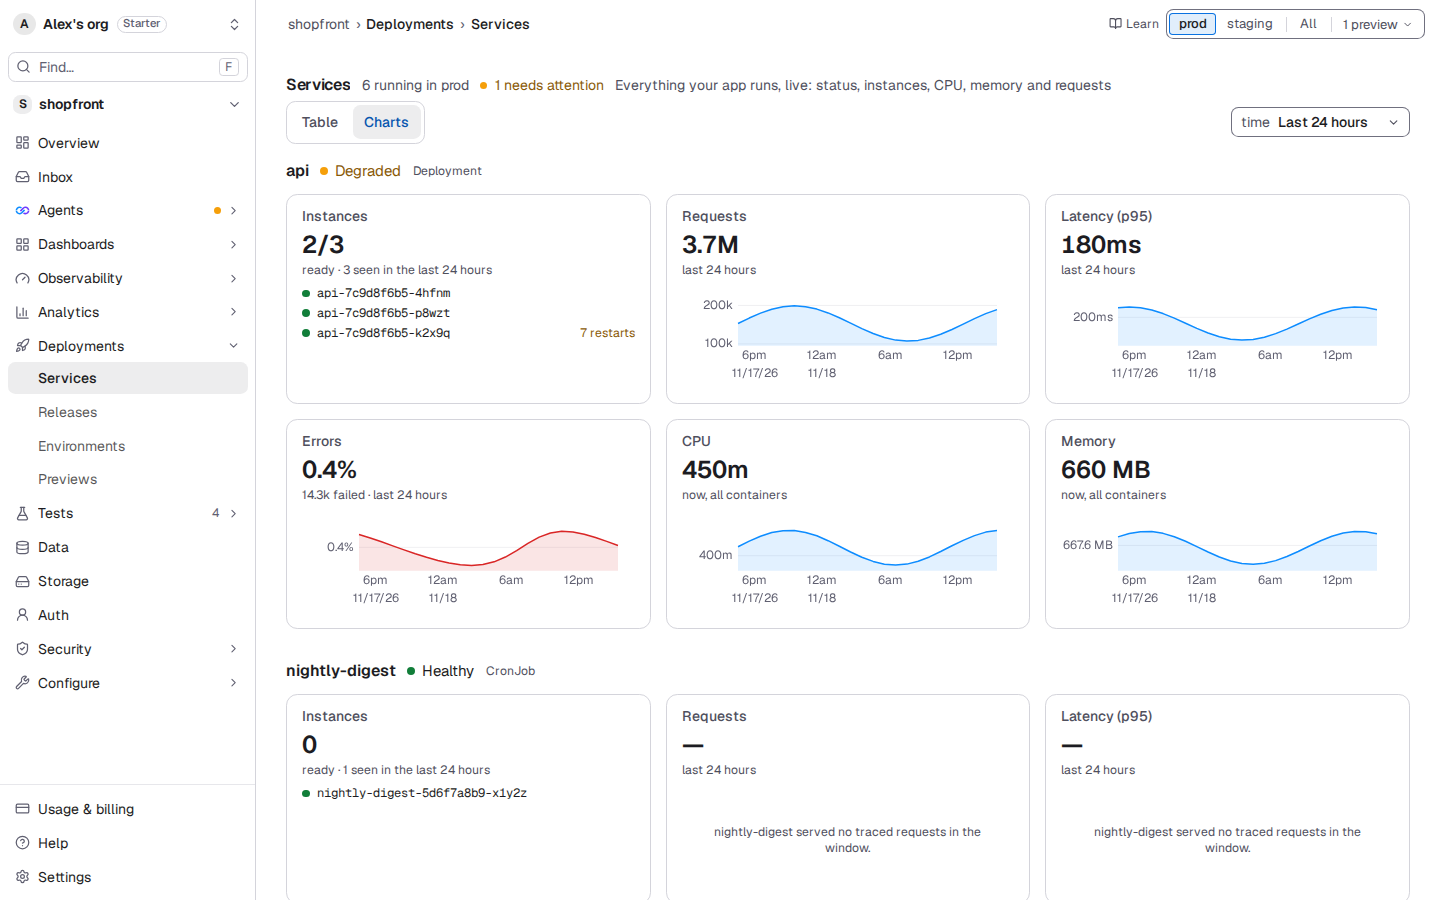 A Alex's org Starter
Find... F
S shopfront
Overview
Inbox
Agents
Dashboards
Observability
Analytics
Deployments
Services
Releases
Environments
Previews
Tests 4
Data
Storage
Auth
Security
Configure
Usage & billing
Help
Settings
shopfront › Deployments › Services
Learn prod staging All 1 preview
Services 6 running in prod 1 needs attention Everything your app runs, live: status, instances, CPU, memory and requests
Table Charts
time Last 24 hours
api Degraded Deployment
Instances
2/3
ready · 3 seen in the last 24 hours
api-7c9d8f6b5-4hfnm
api-7c9d8f6b5-p8wzt
api-7c9d8f6b5-k2x9q 7 restarts
Requests
3.7M
last 24 hours
200k
100k
6pm 12am 6am 12pm
11/17/26 11/18
Latency (p95)
180ms
last 24 hours
200ms
6pm 12am 6am 12pm
11/17/26 11/18
Errors
0.4%
14.3k failed · last 24 hours
0.4%
6pm 12am 6am 12pm
11/17/26 11/18
CPU
450m
now, all containers
400m
6pm 12am 6am 12pm
11/17/26 11/18
Memory
660 MB
now, all containers
667.6 MB
6pm 12am 6am 12pm
11/17/26 11/18
nightly-digest Healthy CronJob
Instances
0
ready · 1 seen in the last 24 hours
nightly-digest-5d6f7a8b9-x1y2z
Requests
—
last 24 hours
nightly-digest served no traced requests in the
window.
Latency (p95)
—
last 24 hours
nightly-digest served no traced requests in the
window.